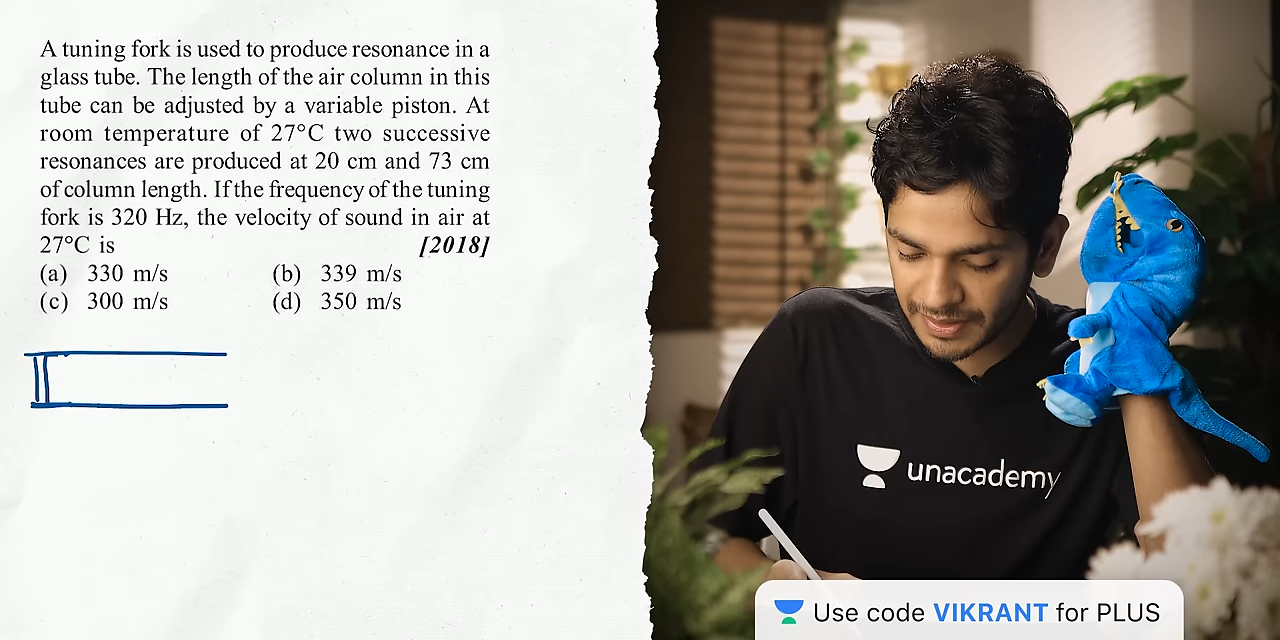 A tuning fork is used to produce resonance in a
glass tube. The length of the air column in this
tube can be adjusted by a variable piston. At
room temperature of 27°C two successive
resonances are produced at 20 cm and 73 cm
of column length. If the frequency of the tuning
fork is 320 Hz, the velocity of sound in air at
27°C is [2018]
(a) 330 m/s (b) 339 m/s
(c) 300 m/s (d) 350 m/s
unacademy
Use code VIKRANT for PLUS